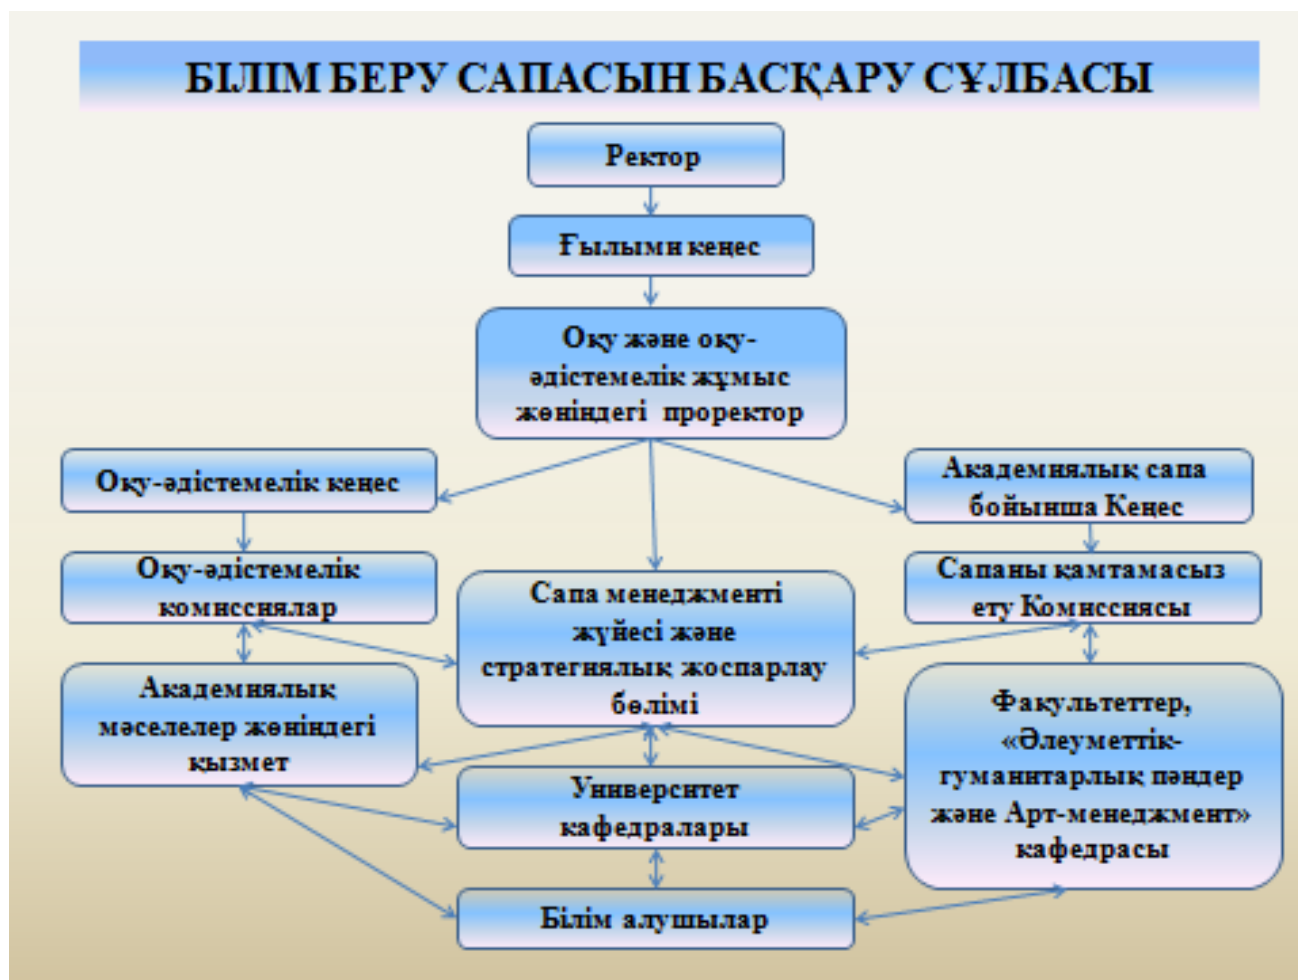 БІЛІМ БЕРУ САПАСЫН БАСҚАРУ СҰЛБАСЫ
Ректор
Ғылыми кеңес
Оқу және оқу-
әдістемелік жұмыс
жөніндегі проректор
Оқу-әдістемелік кеңес
Академиялық сапа
бойынша Кеңес
Оқу-әдістемелік
комиссиялар
Сапа менеджменті
жүйесі және
стратегиялық жоспарлау
бөлімі
Сапаны қамтамасыз
ету Комиссиясы
Академиялық
мәселелер жөніндегі
қызмет
Факультеттер,
«Әлеуметтік-
гуманитарлық пәндер
және Арт-менеджмент»
кафедрасы
Университет
кафедралары
Білім алушылар